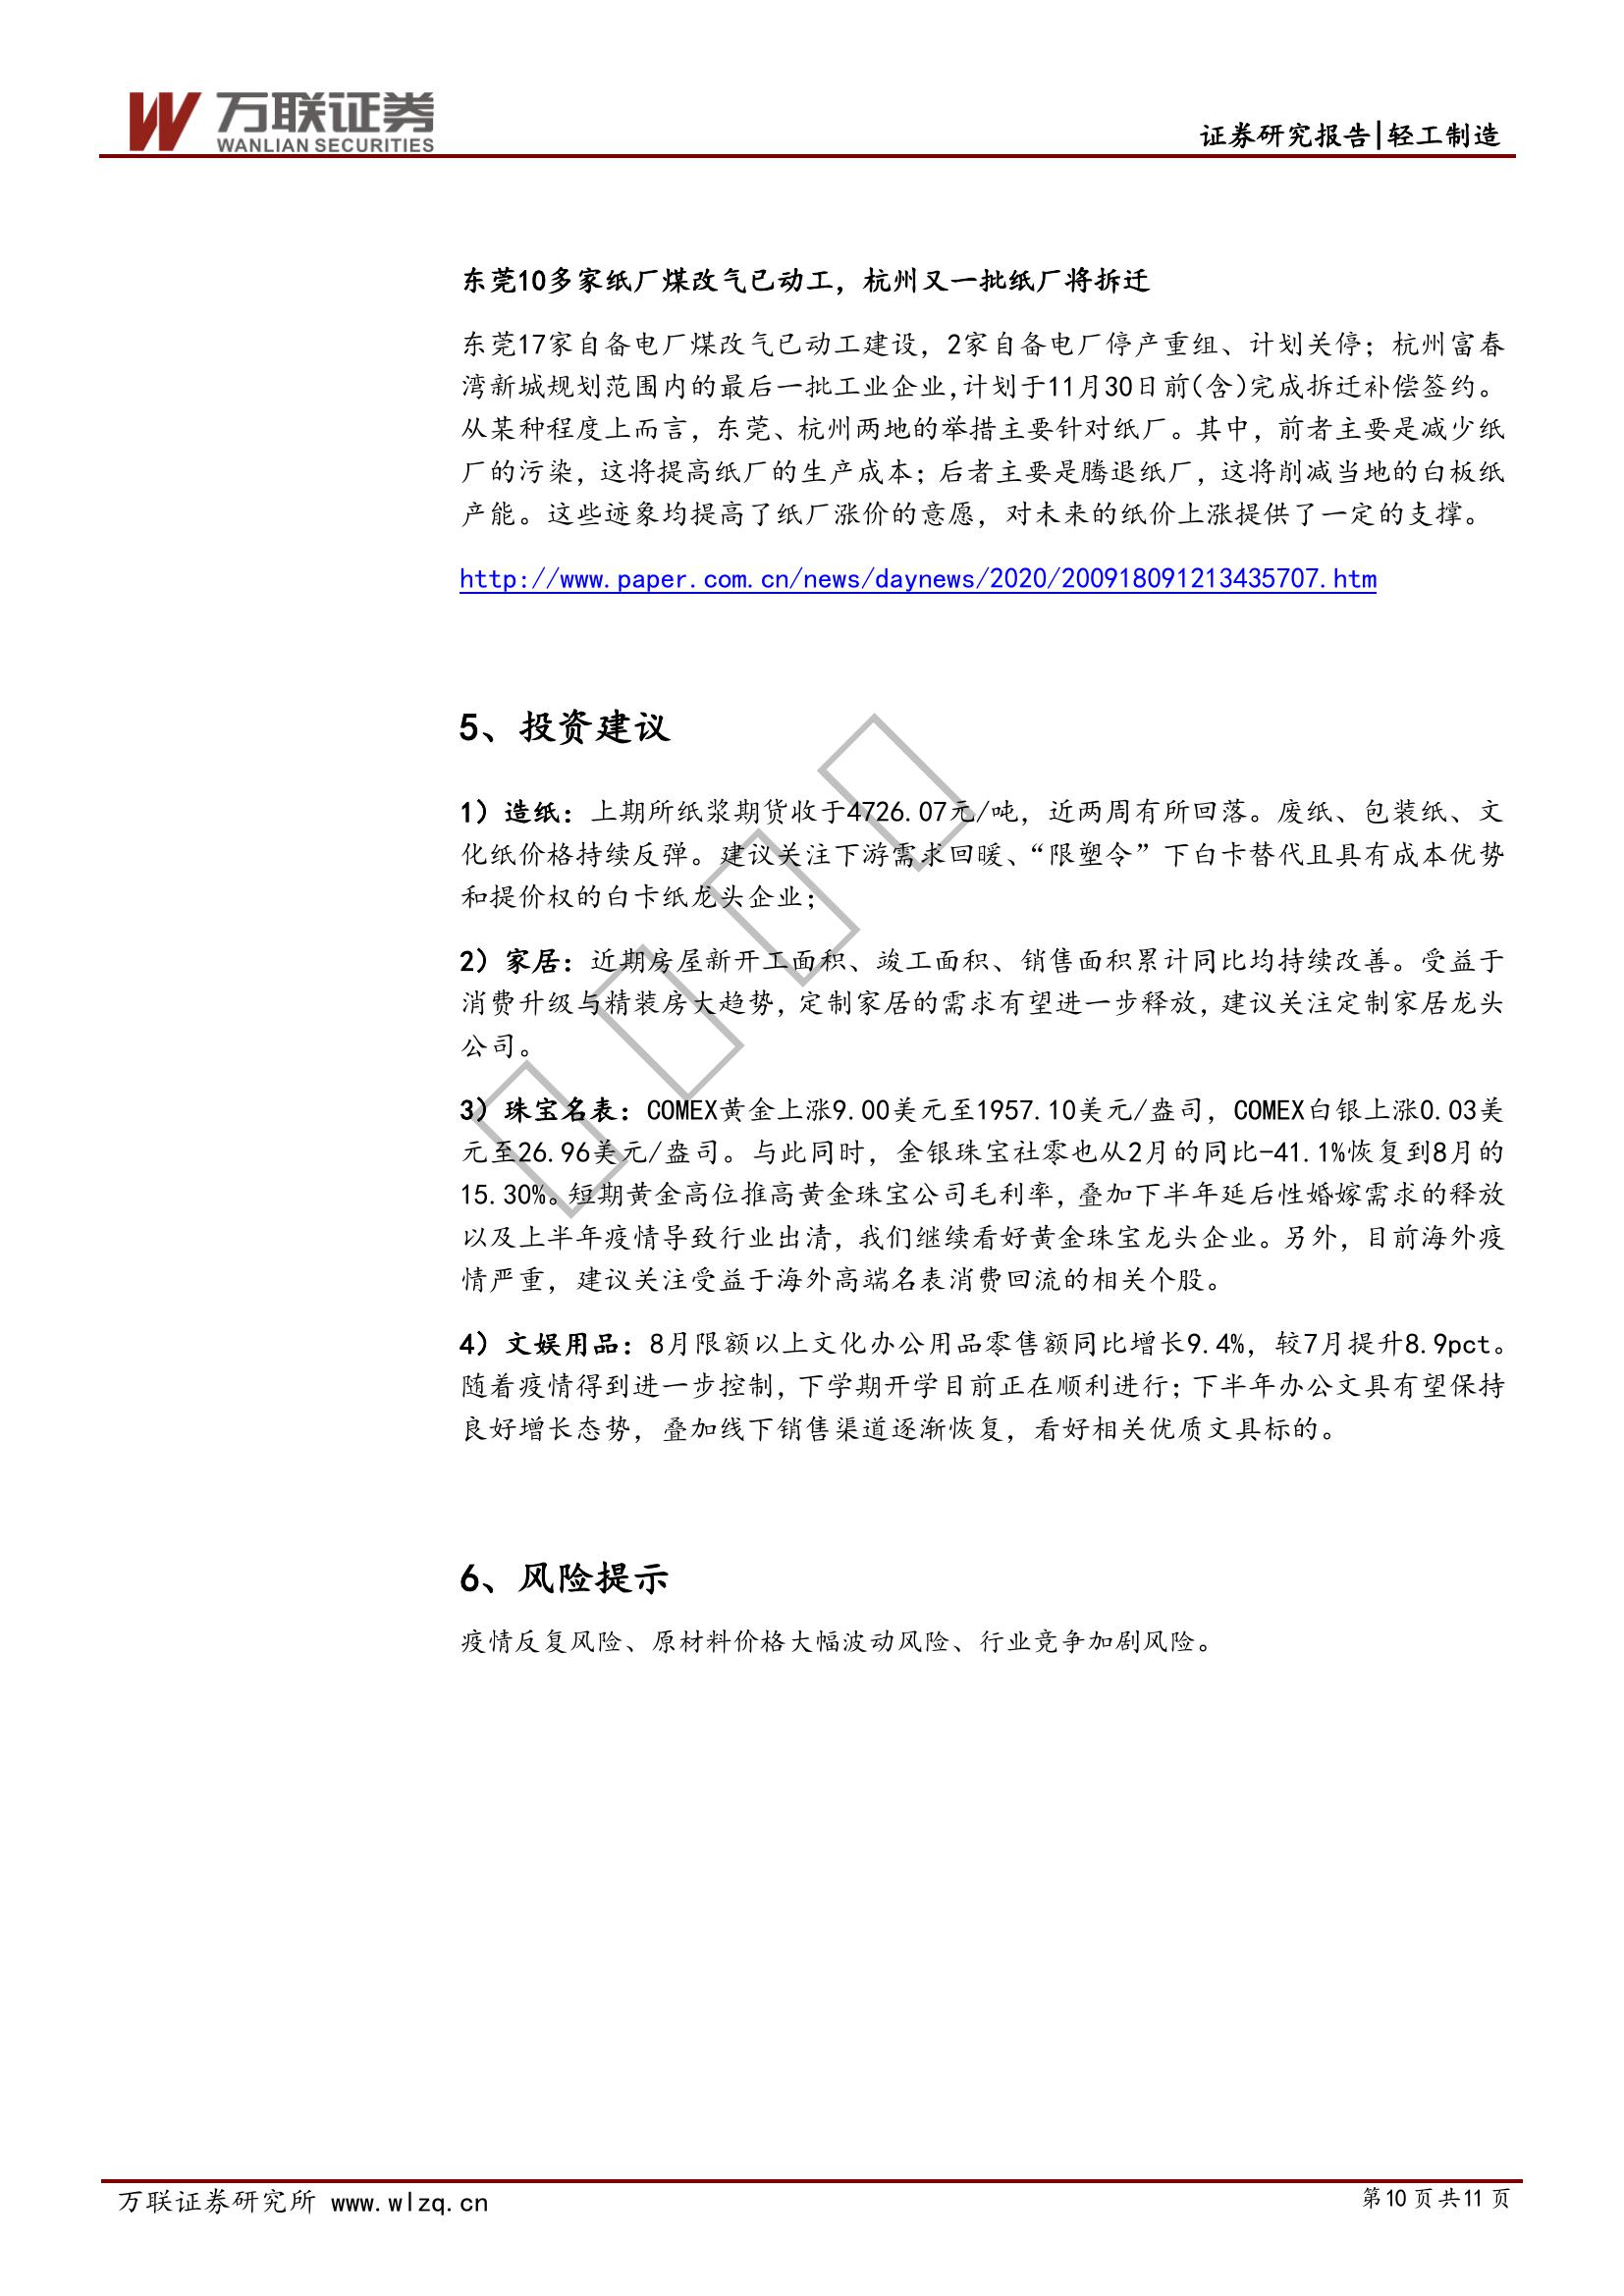 万联证券
WANLIAN SECURITIES
证券研究报告|轻工制造
东莞10多家纸厂煤改气已动工，杭州又一批纸厂将拆迁
东莞17家自备电厂煤改气已动工建设，2家自备电厂停产重组、计划关停；杭州富春
湾新城规划范围内的最后一批工业企业,计划于11月30日前(含)完成拆迁补偿签约。
从某种程度上而言，东莞、杭州两地的举措主要针对纸厂。其中，前者主要是减少纸
厂的污染，这将提高纸厂的生产成本；后者主要是腾退纸厂，这将削减当地的白板纸
产能。这些迹象均提高了纸厂涨价的意愿，对未来的纸价上涨提供了一定的支撑。
http://www.paper.com.cn/news/daynews/2020/200918091213435707.htm
5、投资建议
1）造纸：上期所纸浆期货收于4726.07元/吨，近两周有所回落。废纸、包装纸、文
化纸价格持续反弹。建议关注下游需求回暖、“限塑令”下白卡替代且具有成本优势
和提价权的白卡纸龙头企业；
2）家居：近期房屋新开工面积、竣工面积、销售面积累计同比均持续改善。受益于
消费升级与精装房大趋势，定制家居的需求有望进一步释放，建议关注定制家居龙头
公司。
3）珠宝名表：COMEX黄金上涨9.00美元至1957.10美元/盎司，COMEX白银上涨0.03美
元至26.96美元/盎司。与此同时，金银珠宝社零也从2月的同比-41.1%恢复到8月的
15.30%。短期黄金高位推高黄金珠宝公司毛利率，叠加下半年延后性婚嫁需求的释放
以及上半年疫情导致行业出清，我们继续看好黄金珠宝龙头企业。另外，目前海外疫
情严重，建议关注受益于海外高端名表消费回流的相关个股。
4）文娱用品：8月限额以上文化办公用品零售额同比增长9.4%，较7月提升8.9pct。
随着疫情得到进一步控制，下学期开学目前正在顺利进行；下半年办公文具有望保持
良好增长态势，叠加线下销售渠道逐渐恢复，看好相关优质文具标的。
6、风险提示
疫情反复风险、原材料价格大幅波动风险、行业竞争加剧风险。
万联证券研究所 www.wlzq.cn
第10页共11页